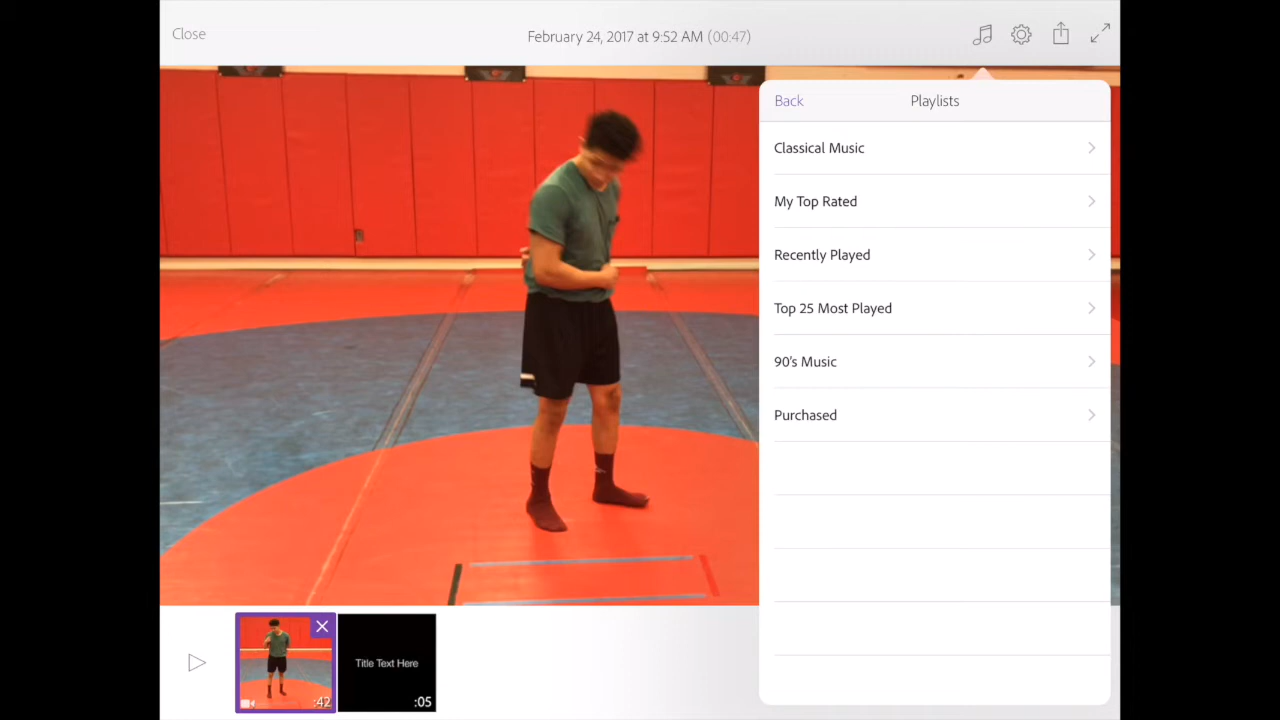 Close
February 24, 2017 at 9:52 AM (00:47)
Back
Playlists
Classical Music
My Top Rated
Recently Played
Top 25 Most Played
90's Music
Purchased
:42
Title Text Here
:05